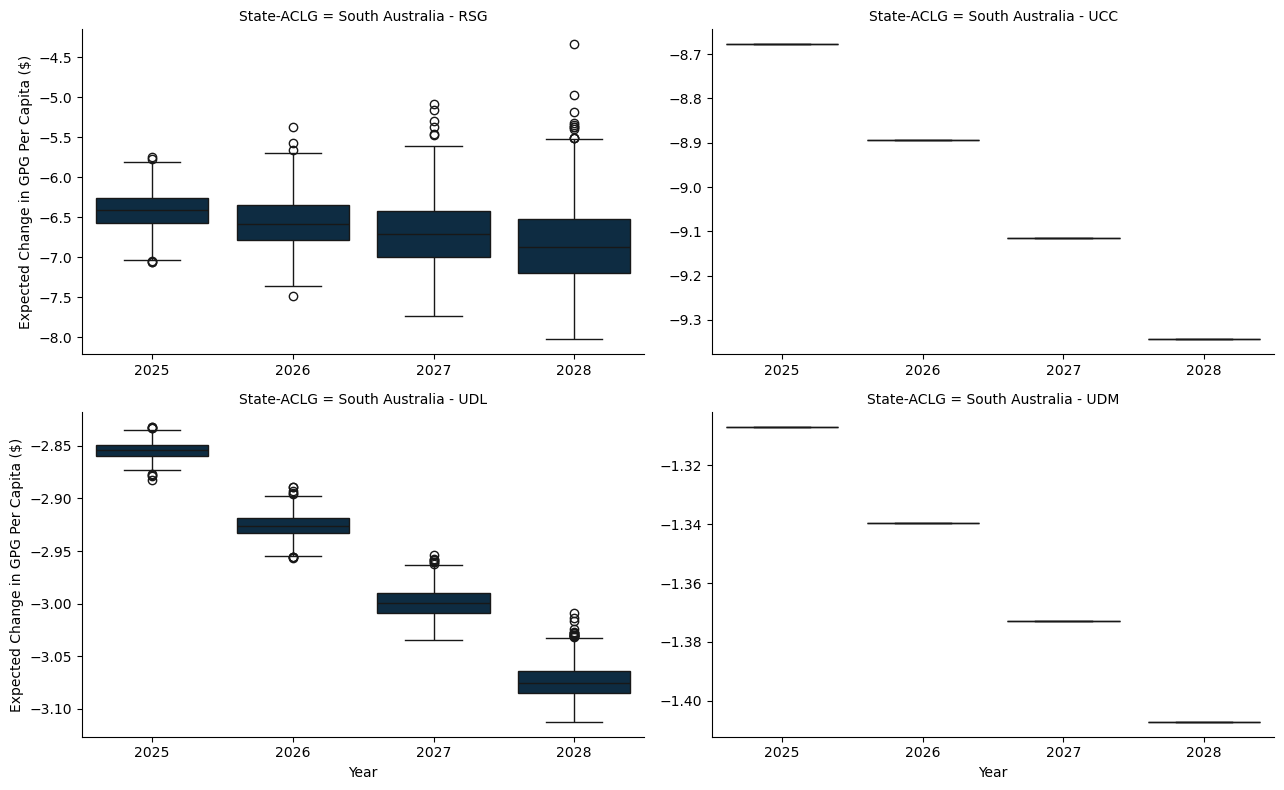 State-ACLG = South Australia - RSG
Expected Change in GPG Per Capita ($)
−4.5
−5.0
−5.5
−6.0
−6.5
−7.0
−7.5
−8.0
2025 2026 2027 2028
State-ACLG = South Australia - UCC
−8.7
−8.8
−8.9
−9.0
−9.1
−9.2
−9.3
2025 2026 2027 2028
State-ACLG = South Australia - UDL
Expected Change in GPG Per Capita ($)
−2.85
−2.90
−2.95
−3.00
−3.05
−3.10
2025 2026 2027 2028
Year
State-ACLG = South Australia - UDM
−1.32
−1.34
−1.36
−1.38
−1.40
2025 2026 2027 2028
Year